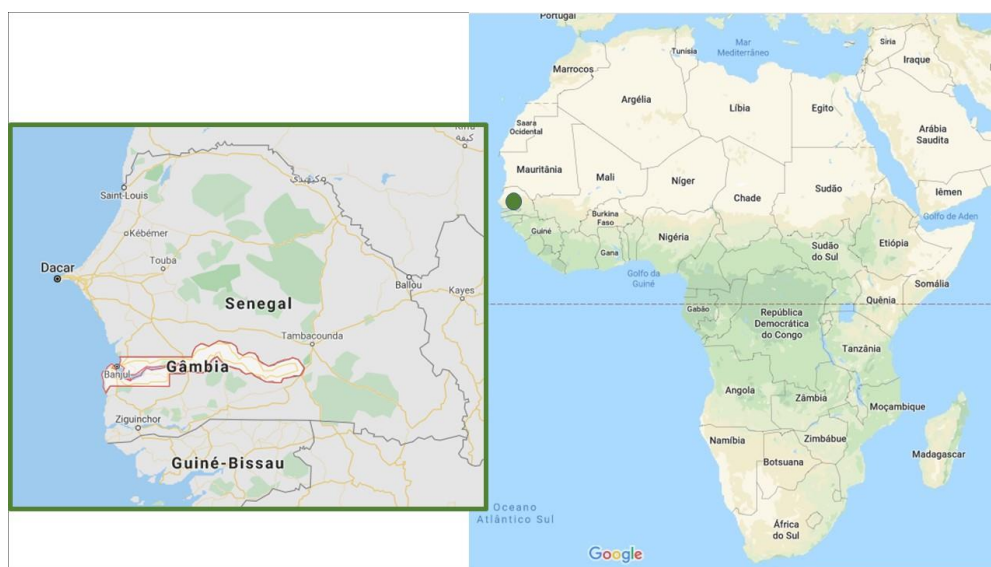 Saint-Louis
كيهيدي
كيفه
Kébémer
Touba
Dacar
Ballou
Kayes
Senegal
Tambacounda
Gâmbia
Banjul
Ziguinchor
Guiné-Bissau
Portugal
Mar
Mediterrâneo
Tunísia
Síria
Iraque
Marrocos
Argélia
Líbia
Egito
Saara
Ocidental
Arábia
Saudita
Mauritânia
Mali
Níger
Chade
Sudão
Iêmen
Golfo de Aden
Burkina
Faso
Guiné
Nigéria
Gana
Sudão
do Sul
Etiópia
Golfo da
Guiné
Somália
Gabão
República
Democrática
do Congo
Quênia
Tanzânia
Angola
Zâmbia
Moçambique
Namíbia
Zimbábue
Botsuana
Madagascar
Oceano
Atlântico Sul
África
do Sul
Google